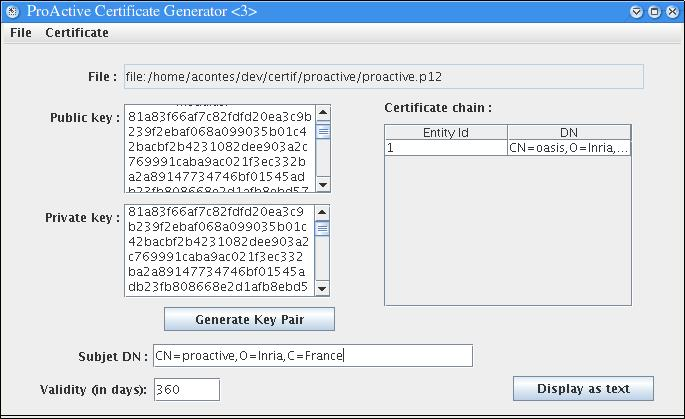 ProActive Certificate Generator <3>
File Certificate
File : file:/home/acontes/dev/certif/proactive/proactive.p12
Public key :
81a83f66af7c82fdfd20ea3c9b
239f2ebaf068a099035b01c4
2bacbf2b4231082dee903a2c
769991caba9ac021f3ec332b
a2a89147734746bf01545ad
b23fb808668e2d1afb8ebd57
Certificate chain :
Entity Id DN
1 CN=oasis,O=Inria,...
Private key :
81a83f66af7c82fdfd20ea3c9
b239f2ebaf068a099035b01c
42bacbf2b4231082dee903a2
c769991caba9ac021f3ec332
ba2a89147734746bf01545a
db23fb808668e2d1afb8ebd5
Generate Key Pair
Subjet DN : CN=proactive,O=Inria,C=France
Validity (in days): 360
Display as text